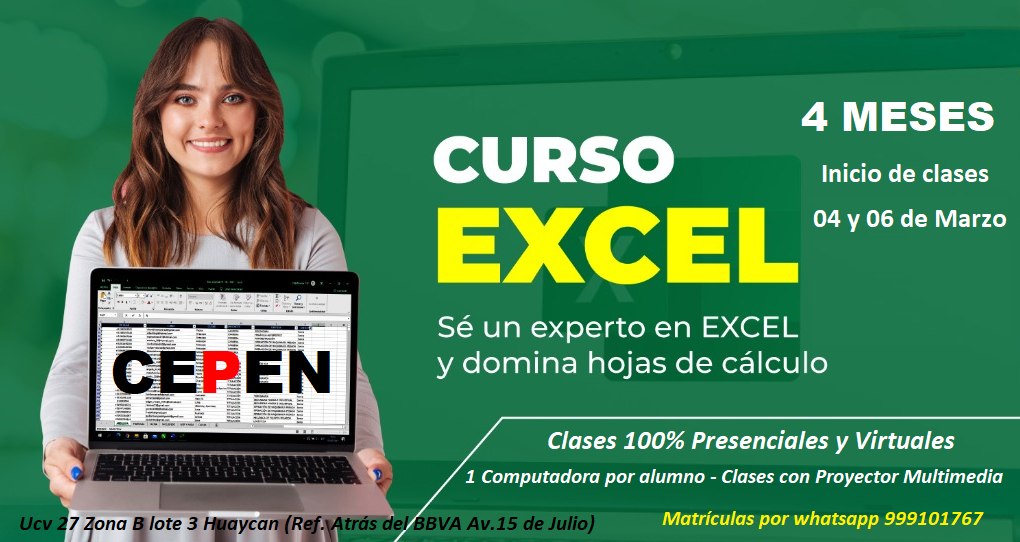 4 MESES
Inicio de clases
04 y 06 de Marzo
CURSO
EXCEL
Sé un experto en EXCEL
y domina hojas de cálculo
CEPEN
Clases 100% Presenciales y Virtuales
1 Computadora por alumno - Clases con Proyector Multimedia
Ucv 27 Zona B lote 3 Huaycan (Ref. Atrás del BBVA Av.15 de Julio)
Matrículas por whatsapp 999101767